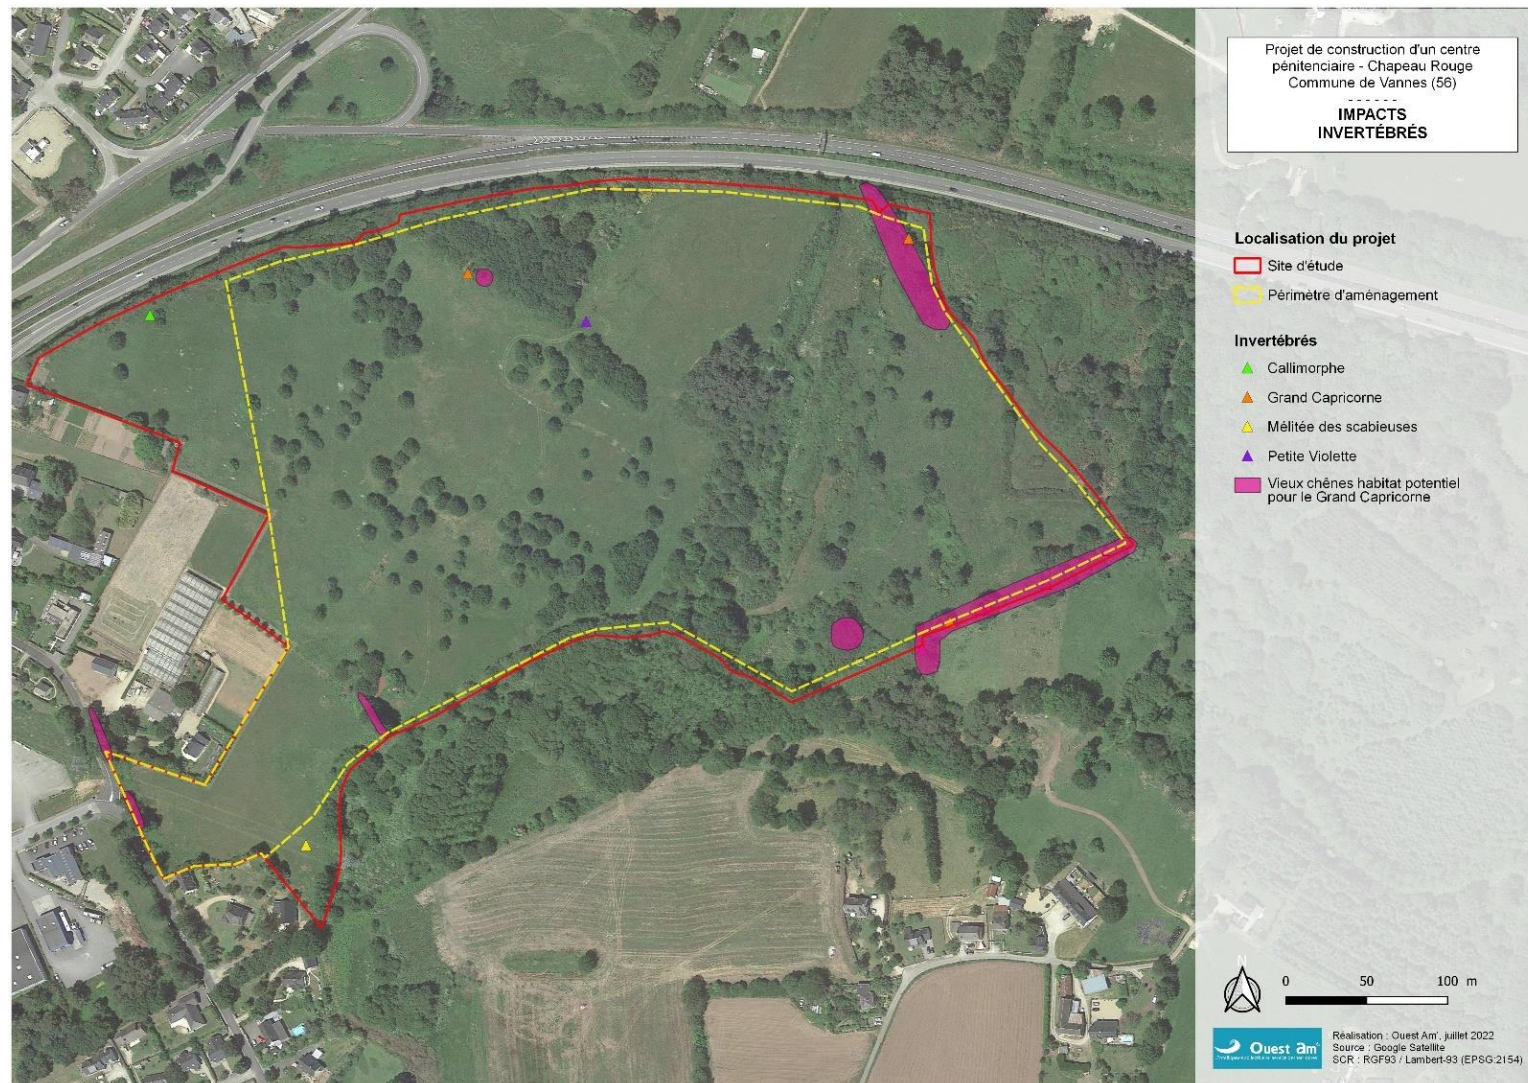 Projet de construction d'un centre
pénitenciaire - Chapeau Rouge
Commune de Vannes (56)
------
IMPACTS
INVERTÉBRÉS
Localisation du projet
Site d'étude
Périmètre d'aménagement
Invertébrés
Callimorphe
Grand Capricorne
Mélitée des scabieuses
Petite Violette
Vieux chênes habitat potentiel
pour le Grand Capricorne
N
0 50 100 m
Ouest am'
Réalisation : Ouest Am', juillet 2022
Source : Google Satellite
SCR : RGF93 / Lambert-93 (EPSG:2154)